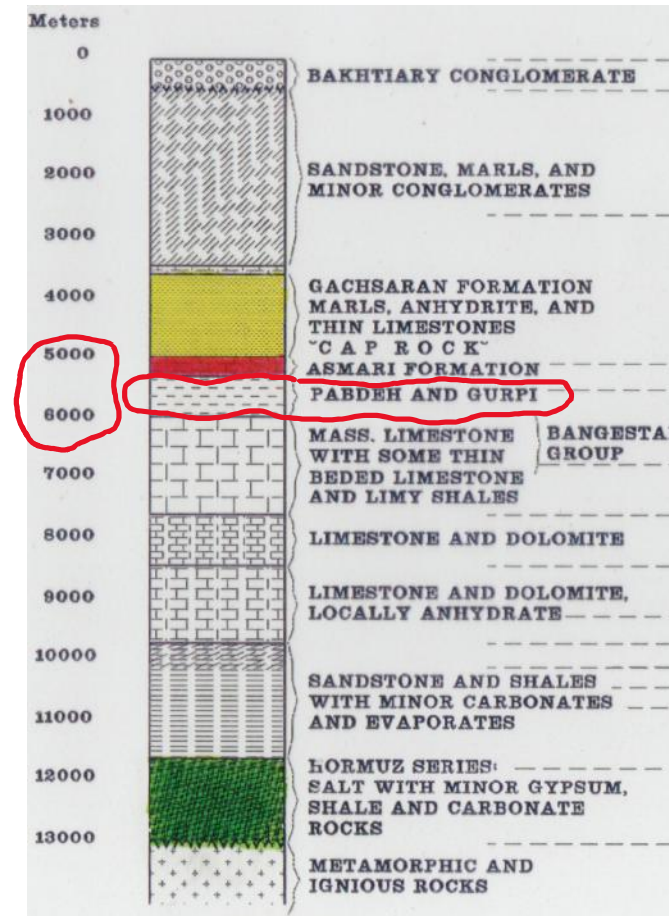 Meters
0
BAKHTIARY CONGLOMERATE
1000
2000
SANDSTONE, MARLS, AND
MINOR CONGLOMERATES
3000
4000
GACHSARAN FORMATION
MARLS, ANHYDRITE, AND
THIN LIMESTONES
"CAP ROCK"
5000
ASMARI FORMATION
PABDEH AND GURPI
6000
MASS. LIMESTONE
WITH SOME THIN
BEDED LIMESTONE
AND LIMY SHALES
BANGESTA
GROUP
7000
8000
LIMESTONE AND DOLOMITE
9000
LIMESTONE AND DOLOMITE,
LOCALLY ANHYDRATE
10000
SANDSTONE AND SHALES
WITH MINOR CARBONATES
AND EVAPORATES
11000
12000
HORMUZ SERIES:
SALT WITH MINOR GYPSUM,
SHALE AND CARBONATE
ROCKS
13000
METAMORPHIC AND
IGNIOUS ROCKS